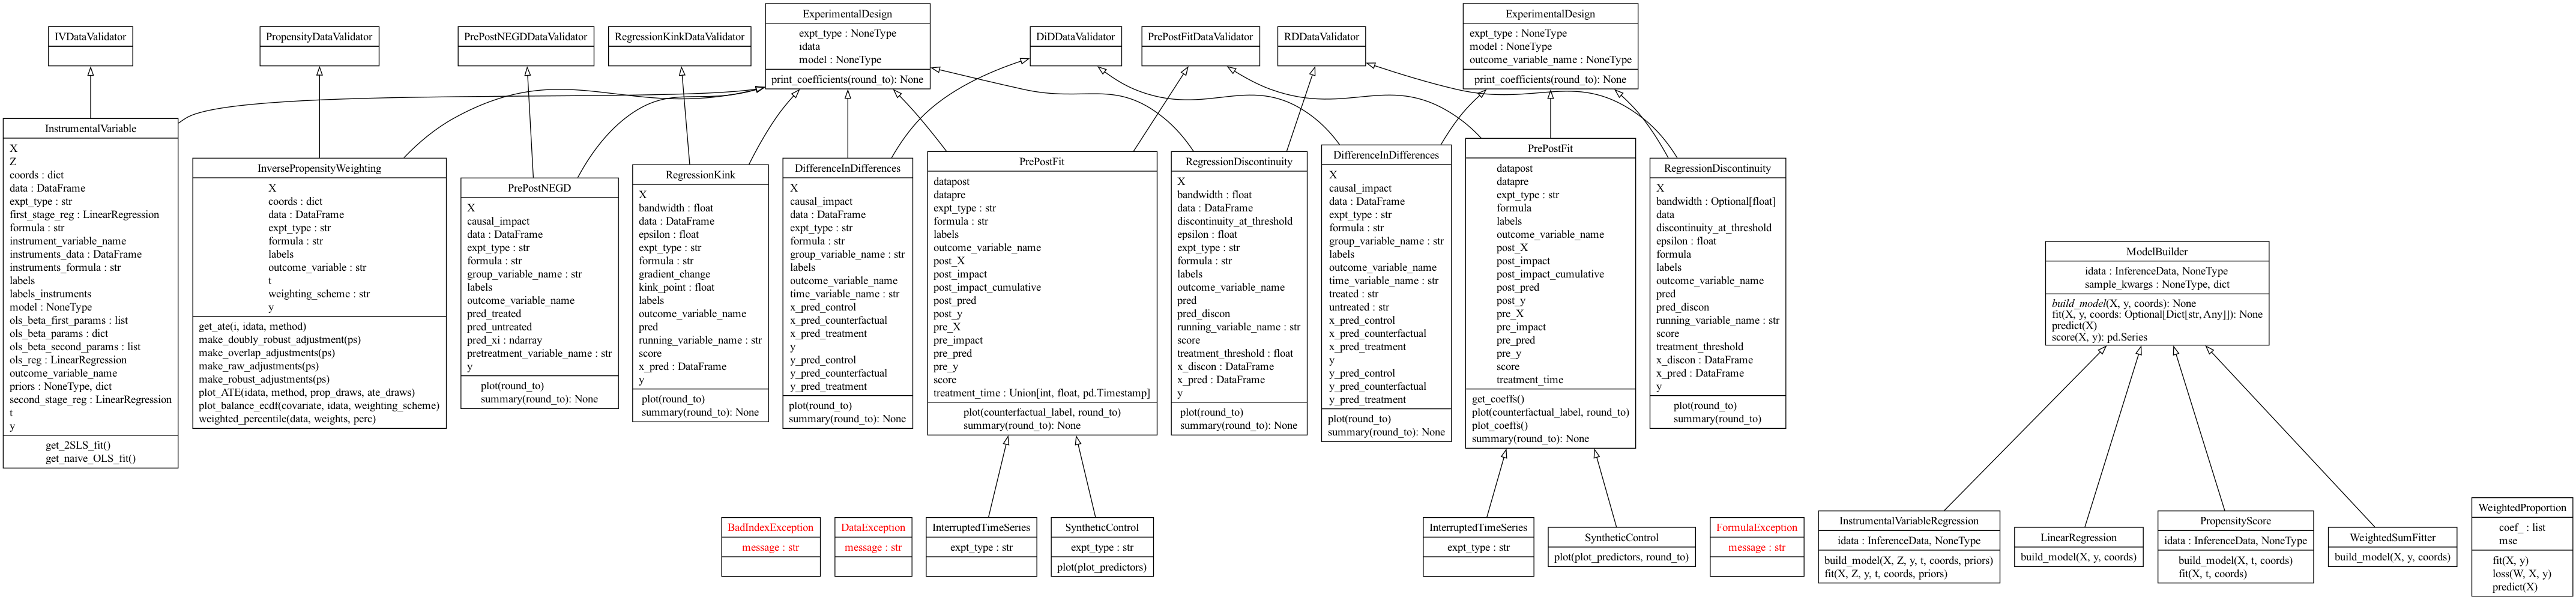 IVDataValidator
PropensityDataValidator
PrePostNEGDDataValidator
RegressionKinkDataValidator
ExperimentalDesign
expt_type : NoneType
idata
model : NoneType
print_coefficients(round_to): None
DiDDataValidator
PrePostFitDataValidator
RDDataValidator
ExperimentalDesign
expt_type : NoneType
model : NoneType
outcome_variable_name : NoneType
print_coefficients(round_to): None
InstrumentalVariable
X
Z
coords : dict
data : DataFrame
expt_type : str
first_stage_reg : LinearRegression
formula : str
instrument_variable_name
instruments_data : DataFrame
instruments_formula : str
labels
labels_instruments
model : NoneType
ols_beta_first_params : list
ols_beta_params : dict
ols_beta_second_params : list
ols_reg : LinearRegression
outcome_variable_name
priors : NoneType, dict
second_stage_reg : LinearRegression
t
y
get_2SLS_fit()
get_naive_OLS_fit()
InversePropensityWeighting
X
coords : dict
data : DataFrame
expt_type : str
formula : str
labels
outcome_variable : str
t
weighting_scheme : str
y
get_ate(i, idata, method)
make_doubly_robust_adjustment(ps)
make_overlap_adjustments(ps)
make_raw_adjustments(ps)
make_robust_adjustments(ps)
plot_ATE(idata, method, prop_draws, ate_draws)
plot_balance_ecdf(covariate, idata, weighting_scheme)
weighted_percentile(data, weights, perc)
PrePostNEGD
X
causal_impact
data : DataFrame
expt_type : str
formula : str
group_variable_name : str
labels
outcome_variable_name
pred_treated
pred_untreated
pred_xi : ndarray
pretreatment_variable_name : str
y
plot(round_to)
summary(round_to): None
RegressionKink
X
bandwidth : float
data : DataFrame
epsilon : float
expt_type : str
formula : str
gradient_change
kink_point : float
labels
outcome_variable_name
pred
running_variable_name : str
score
x_pred : DataFrame
y
plot(round_to)
summary(round_to): None
DifferenceInDifferences
X
causal_impact
data : DataFrame
expt_type : str
formula : str
group_variable_name : str
labels
outcome_variable_name
time_variable_name : str
x_pred_control
x_pred_counterfactual
x_pred_treatment
y
y_pred_control
y_pred_counterfactual
y_pred_treatment
plot(round_to)
summary(round_to): None
PrePostFit
datapost
datapre
expt_type : str
formula : str
labels
outcome_variable_name
post_X
post_impact
post_impact_cumulative
post_pred
post_y
pre_X
pre_impact
pre_pred
pre_y
score
treatment_time : Union[int, float, pd.Timestamp]
plot(counterfactual_label, round_to)
summary(round_to): None
RegressionDiscontinuity
X
bandwidth : float
data : DataFrame
discontinuity_at_threshold
epsilon : float
expt_type : str
formula : str
labels
outcome_variable_name
pred
pred_discon
running_variable_name : str
score
treatment_threshold : float
x_discon : DataFrame
x_pred : DataFrame
y
plot(round_to)
summary(round_to): None
DifferenceInDifferences
X
causal_impact
data : DataFrame
expt_type : str
formula : str
group_variable_name : str
labels
outcome_variable_name
time_variable_name : str
treated : str
untreated : str
x_pred_control
x_pred_counterfactual
x_pred_treatment
y
y_pred_control
y_pred_counterfactual
y_pred_treatment
plot(round_to)
summary(round_to): None
PrePostFit
datapost
datapre
expt_type : str
formula
labels
outcome_variable_name
post_X
post_impact
post_impact_cumulative
post_pred
post_y
pre_X
pre_impact
pre_pred
pre_y
score
treatment_time
get_coeffs()
plot(counterfactual_label, round_to)
plot_coeffs()
summary(round_to): None
RegressionDiscontinuity
X
bandwidth : Optional[float]
data
discontinuity_at_threshold
epsilon : float
formula
labels
outcome_variable_name
pred
pred_discon
running_variable_name : str
score
treatment_threshold
x_discon : DataFrame
x_pred : DataFrame
y
plot(round_to)
summary(round_to)
ModelBuilder
idata : InferenceData, NoneType
sample_kwargs : NoneType, dict
build_model(X, y, coords): None
fit(X, y, coords: Optional[Dict[str, Any]]): None
predict(X)
score(X, y): pd.Series
BadIndexException
message : str
DataException
message : str
InterruptedTimeSeries
expt_type : str
SyntheticControl
expt_type : str
plot(plot_predictors)
InterruptedTimeSeries
expt_type : str
SyntheticControl
plot(plot_predictors, round_to)
FormulaException
message : str
InstrumentalVariableRegression
idata : InferenceData, NoneType
build_model(X, Z, y, t, coords, priors)
fit(X, Z, y, t, coords, priors)
LinearRegression
build_model(X, y, coords)
PropensityScore
idata : InferenceData, NoneType
build_model(X, t, coords)
fit(X, t, coords)
WeightedSumFitter
build_model(X, y, coords)
WeightedProportion
coef_ : list
mse
fit(X, y)
loss(W, X, y)
predict(X)